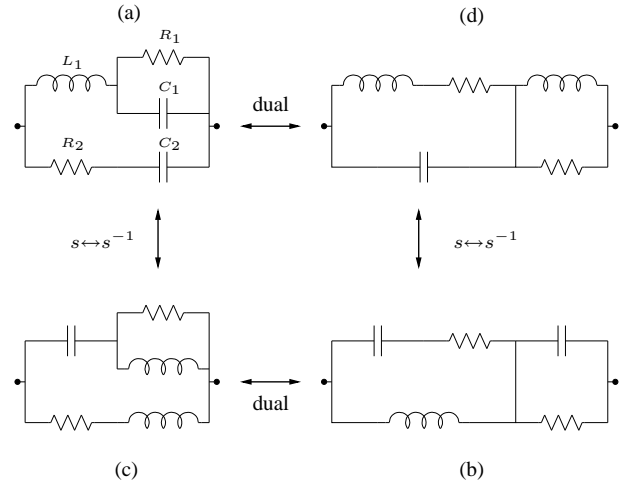 (a)
(d)
R₁
L₁
C₁
dual
R₂
C₂
s↔s⁻¹
s↔s⁻¹
dual
(c)
(b)